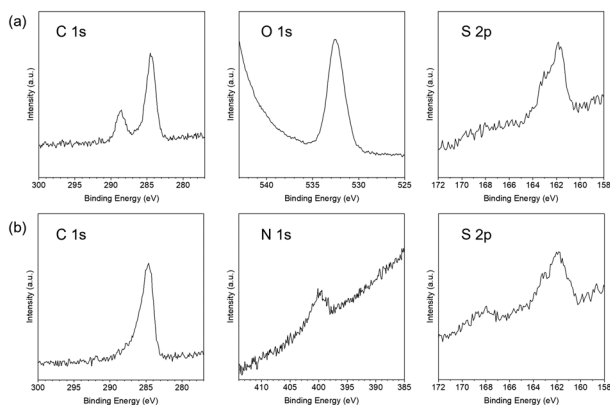 (a)
C 1s
O 1s
S 2p
Intensity (a.u.)
Intensity (a.u.)
Intensity (a.u.)
300 295 290 285 280
540 535 530 525
172 170 168 166 164 162 160 158
Binding Energy (eV)
Binding Energy (eV)
Binding Energy (eV)
(b)
C 1s
N 1s
S 2p
Intensity (a.u.)
Intensity (a.u.)
Intensity (a.u.)
300 295 290 285 280
410 405 400 395 390 385
172 170 168 166 164 162 160 158
Binding Energy (eV)
Binding Energy (eV)
Binding Energy (eV)